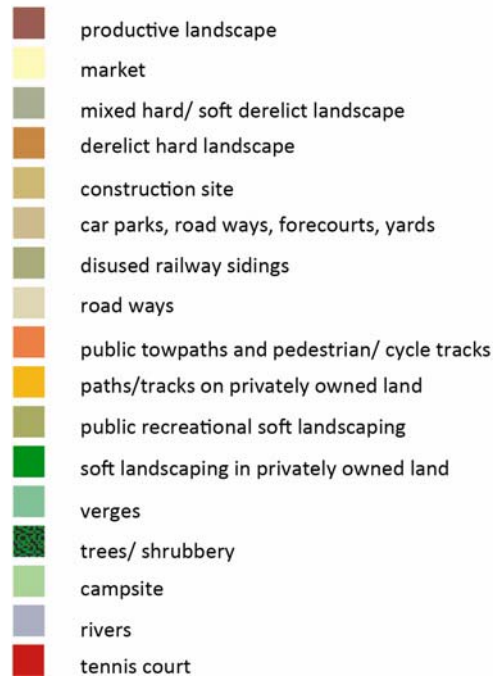 productive landscape
market
mixed hard/ soft derelict landscape
derelict hard landscape
construction site
car parks, road ways, forecourts, yards
disused railway sidings
road ways
public towpaths and pedestrian/ cycle tracks
paths/tracks on privately owned land
public recreational soft landscaping
soft landscaping in privately owned land
verges
trees/ shrubbery
campsite
rivers
tennis court